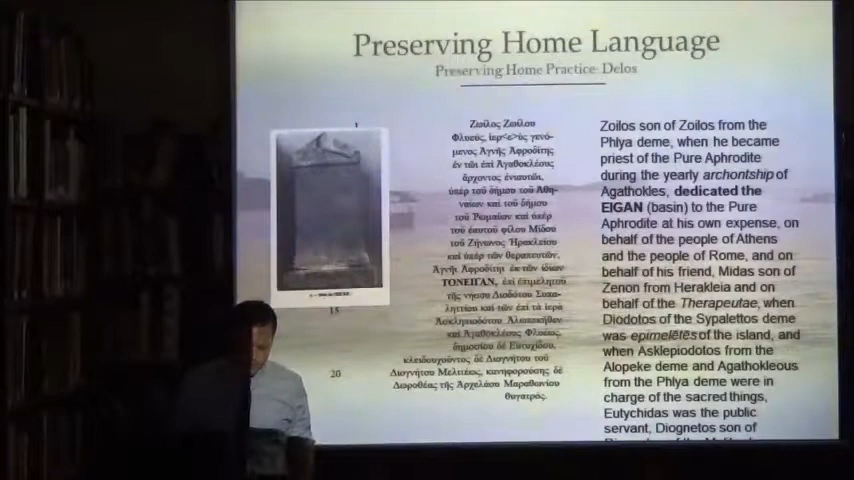 Preserving Home Language
Preserving Home Practice: Delos
1
Ζωίλος Ζωίλου
Φλυεύς, ἱερ<ε>ὺς γενό-
μενος Ἁγνῆς Ἀφροδίτης
ἐν τῶι ἐπὶ Ἀγαθοκλέους
ἄρχοντος ἐνιαυτῶι,
ὑπὲρ τοῦ δήμου τοῦ Ἀθη-
ναίων καὶ τοῦ δήμου
τοῦ Ῥωμαίων καὶ ὑπὲρ
τοῦ ἑαυτοῦ φίλου Μίδου
τοῦ Ζήνωνος Ἡρακλείου
καὶ ὑπὲρ τῶν θεραπευτῶν,
Ἁγνῆι Ἀφροδίτηι ἐκ τῶν ἰδίων
ΤΟΝΕΙΓΑΝ, ἐπὶ ἐπιμελητοῦ
τῆς νήσου Διοδότου Συπα-
ληττίου καὶ τῶν ἐπὶ τὰ ἱερὰ
15
Ἀσκληπιοδότου Ἀλωπεκῆθεν
καὶ Ἀγαθοκλέους Φλυέως,
δημοσίου δὲ Εὐτυχίδου,
κλειδουχοῦντος δὲ Διογνήτου τοῦ
20
Διογνήτου Μελιτέως, κανηφορούσης δὲ
Δωροθέας τῆς Ἀρχελάου Μαραθωνίου
θυγατρός.
Zoilos son of Zoilos from the
Phlya deme, when he became
priest of the Pure Aphrodite
during the yearly archontship of
Agathokles, dedicated the
EIGAN (basin) to the Pure
Aphrodite at his own expense, on
behalf of the people of Athens
and the people of Rome, and on
behalf of his friend, Midas son of
Zenon from Herakleia and on
behalf of the Therapeutae, when
Diodotos of the Sypalettos deme
was epimelētēs of the island, and
when Asklepiodotos from the
Alopeke deme and Agathokleous
from the Phlya deme were in
charge of the sacred things,
Eutychidas was the public
servant, Diognetos son of